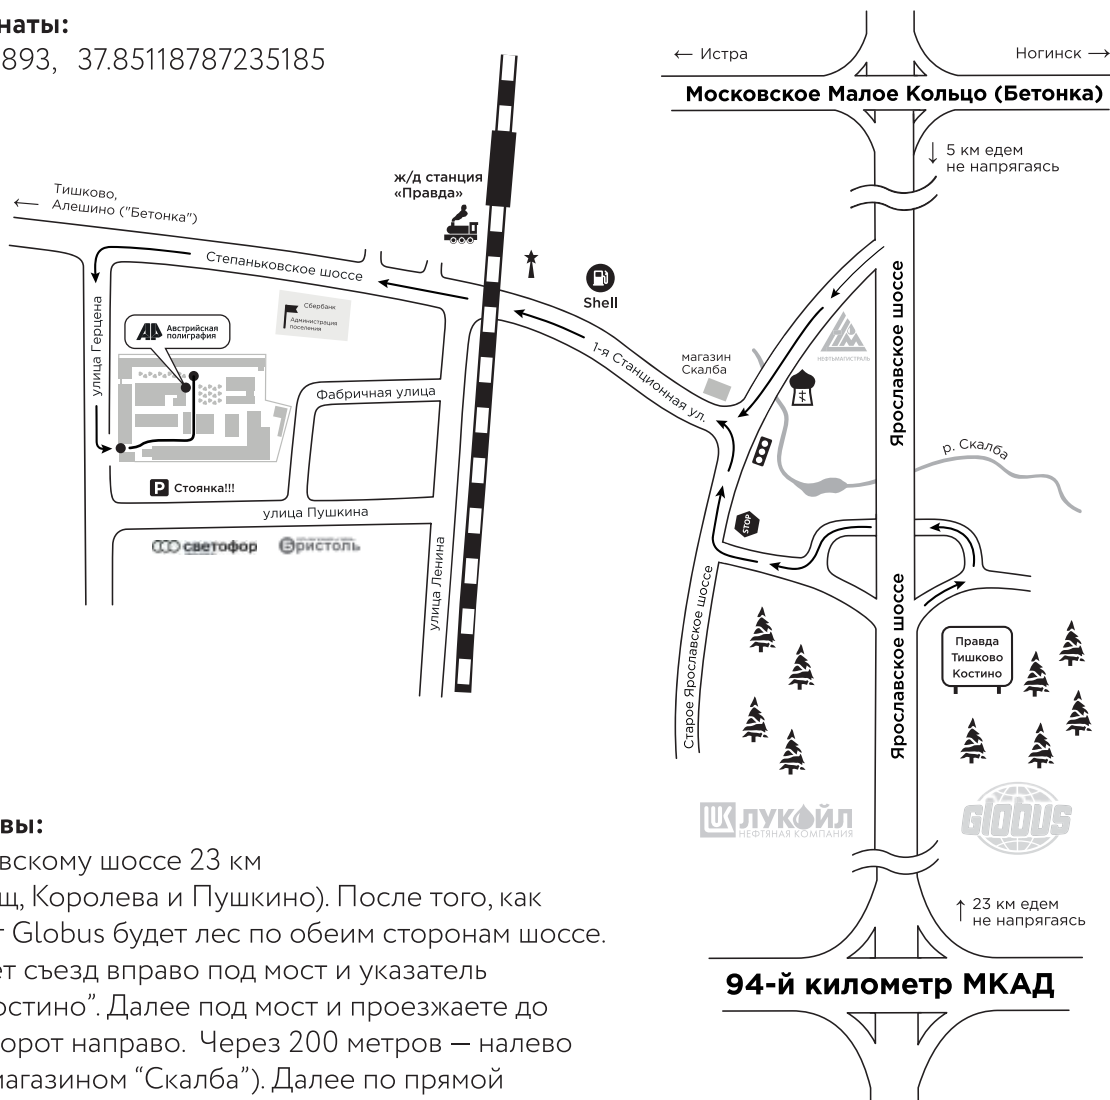 наты:
893, 37.85118787235185
← Истра
Ногинск →
Московское Малое Кольцо (Бетонка)
↓ 5 км едем
не напрягаясь
ж/д станция
«Правда»
Тишково,
← Алешино ("Бетонка")
Степаньковское шоссе
Shell
Сбербанк
Администрация
поселения
улица Герцена
АР Австрийская
полиграфия
1-я Станционная ул.
магазин
Скалба
НЕФТЬМАГИСТРАЛЬ
Ярославское шоссе
Фабричная улица
р. Скалба
P Стоянка!!!
STOP
улица Пушкина
светофор
Бристоль
улица Ленина
Старое Ярославское шоссе
Ярославское шоссе
Правда
Тишково
Костино
ЛУКОЙЛ
НЕФТЯНАЯ КОМПАНИЯ
Globus
вы:
вскому шоссе 23 км
щ, Королева и Пушкино). После того, как
т Globus будет лес по обеим сторонам шоссе.
ет съезд вправо под мост и указатель
остино”. Далее под мост и проезжаете до
орот направо. Через 200 метров — налево
магазином “Скалба”). Далее по прямой
↑ 23 км едем
не напрягаясь
94-й километр МКАД